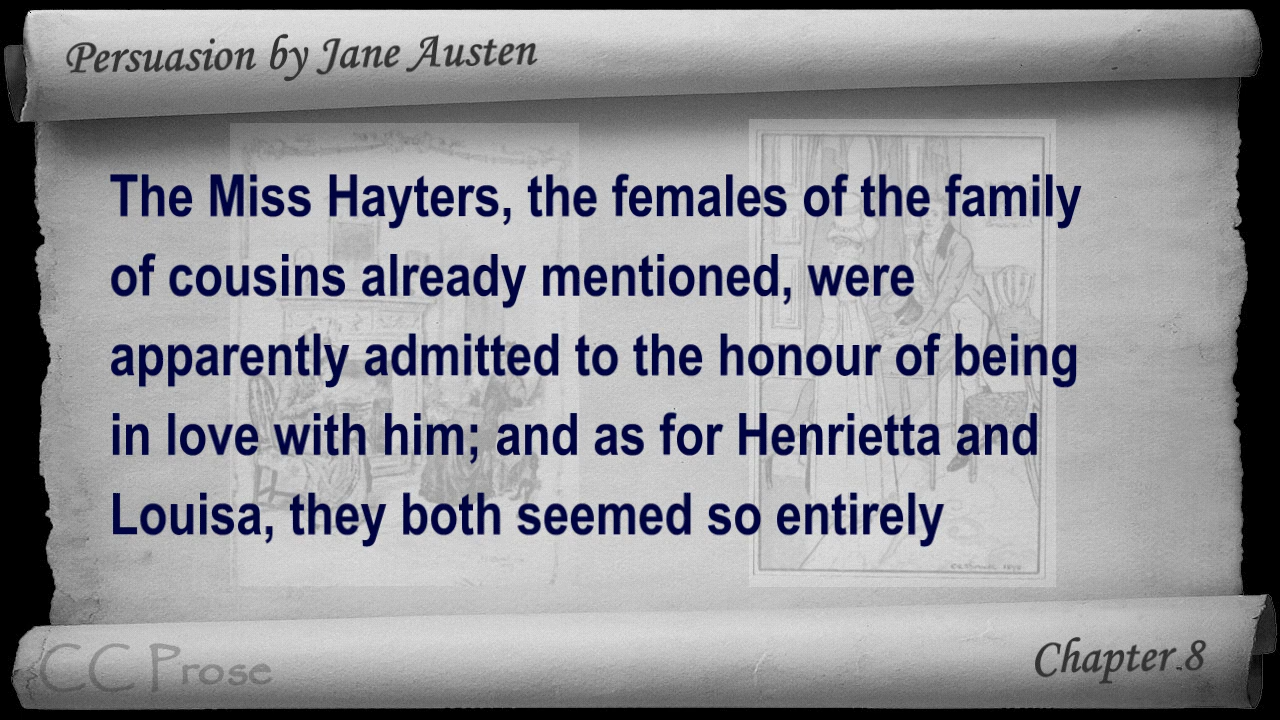 Persuasion by Jane Austen
The Miss Hayters, the females of the family
of cousins already mentioned, were
apparently admitted to the honour of being
in love with him; and as for Henrietta and
Louisa, they both seemed so entirely
CC Prose
Chapter 8